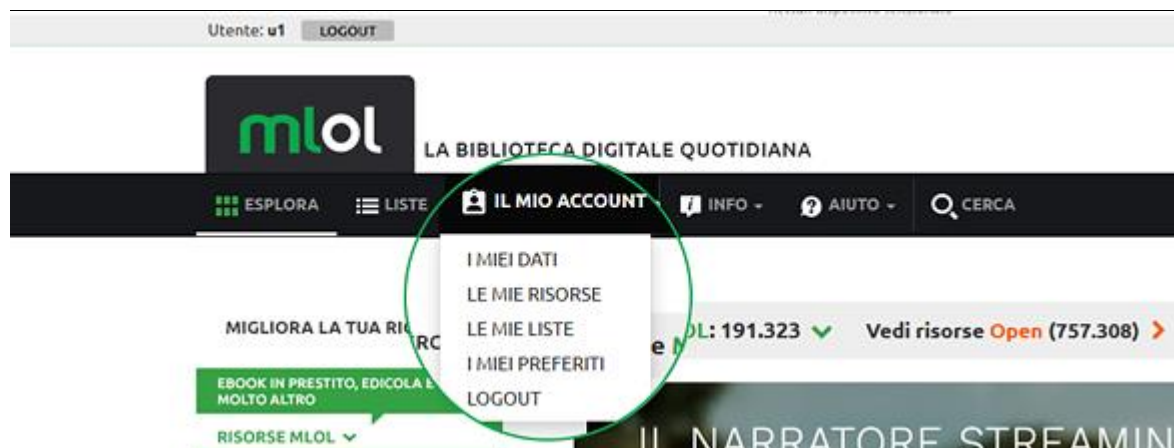 Utente: u1 LOGOUT
mlol
LA BIBLIOTECA DIGITALE QUOTIDIANA
ESPLORA LISTE IL MIO ACCOUNT INFO AIUTO CERCA
I MIEI DATI
LE MIE RISORSE
LE MIE LISTE
I MIEI PREFERITI
LOGOUT
MIGLIORA LA TUA
OL: 191.323 Vedi risorse Open (757.308)
EBOOK IN PRESTITO, EDICOLA E
MOLTO ALTRO
RISORSE MLOL
IL NARRATORE STREAMIN